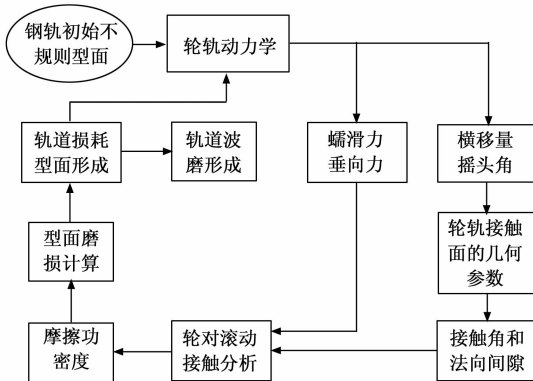 钢轨初始不
规则型面
轮轨动力学
轨道损耗
型面形成
轨道波
磨形成
蠕滑力
垂向力
横移量
摇头角
型面磨
损计算
轮轨接触
面的几何
参数
摩擦功
密度
轮对滚动
接触分析
接触角和
法向间隙